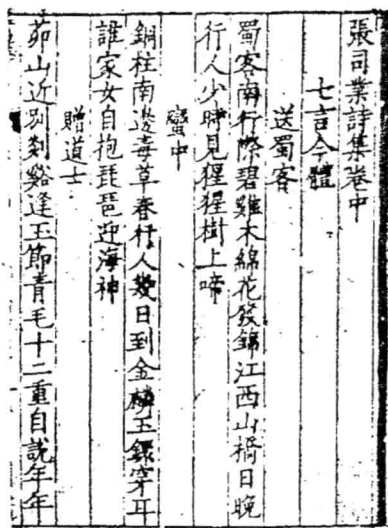 張司業詩集卷中
七言今體
送蜀客
蜀客南行際碧雞木綿花發錦江西山橋日晚
行人少時見猩猩樹上啼
蠻中
銅柱南邊毒草春行人幾日到金麟玉鐶穿耳
誰家女自抱琵琶迎海神
贈道士
茆山近別剡谿逢玉節青毛十二重自說年年